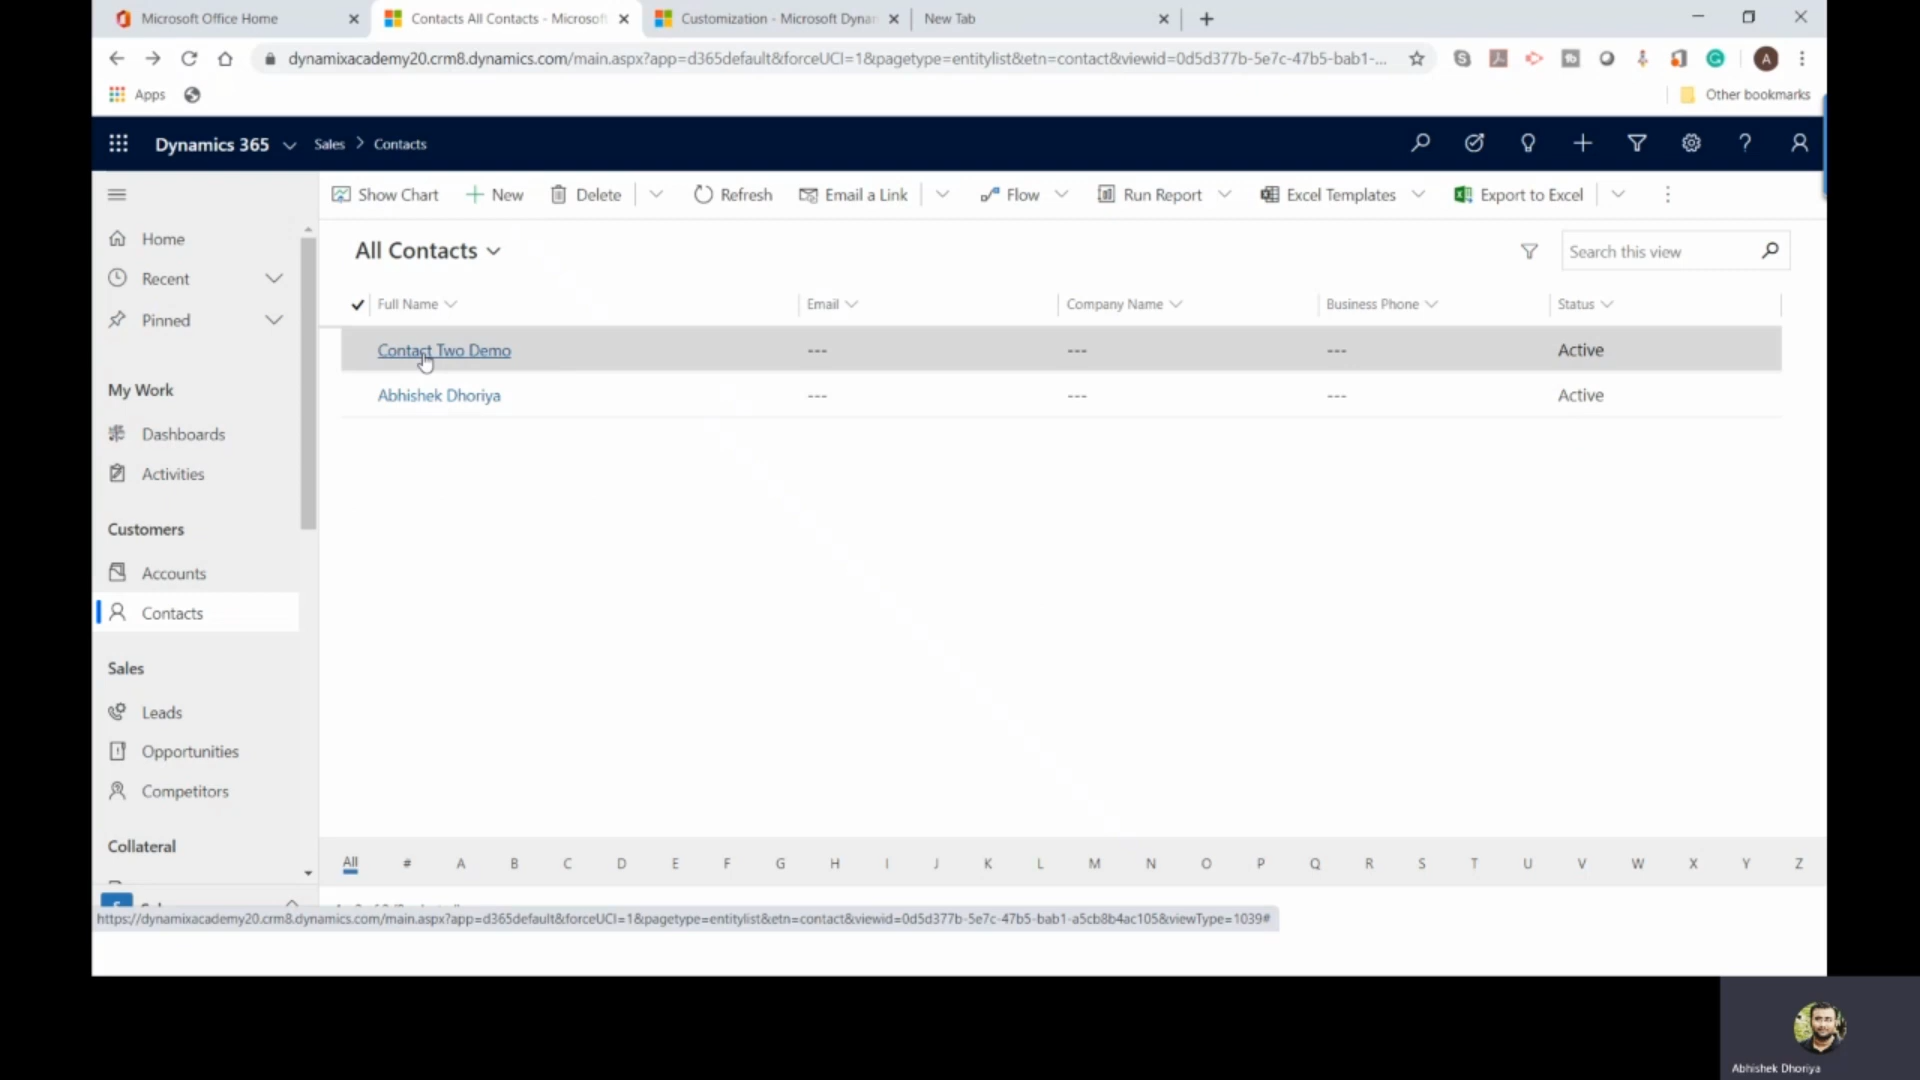 Microsoft Office Home
Contacts All Contacts - Microsoft
Customization - Microsoft Dynan
New Tab
dynamixacademy20.crm8.dynamics.com/main.aspx?app=d365default&forceUCI=1&pagetype=entitylist&etn=contact&viewid=0d5d377b-5e7c-47b5-bab1-...
A
Apps
Other bookmarks
Dynamics 365
Sales > Contacts
Show Chart
New
Delete
Refresh
Email a Link
Flow
Run Report
Excel Templates
Export to Excel
Home
Recent
Pinned
My Work
Dashboards
Activities
Customers
Accounts
Contacts
Sales
Leads
Opportunities
Competitors
Collateral
All Contacts
Search this view
Full Name
Email
Company Name
Business Phone
Status
Contact Two Demo --- --- --- Active
Abhishek Dhoriya --- --- --- Active
All # A B C D E F G H I J K L M N O P Q R S T U V W X Y Z
https://dynamixacademy20.crm8.dynamics.com/main.aspx?app=d365default&forceUCI=1&pagetype=entitylist&etn=contact&viewid=0d5d377b-5e7c-47b5-bab1-a5cb8b4ac105&viewType=1039#
Abhishek Dhoriya